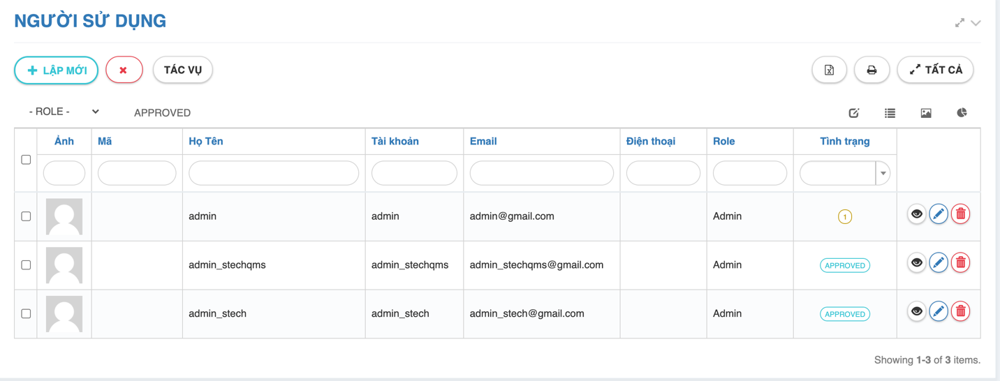 NGƯỜI SỬ DỤNG
LẬP MỚI
TÁC VỤ
TẤT CẢ
- ROLE -
APPROVED
Ảnh Mã Họ Tên Tài khoản Email Điện thoại Role Tình trạng
admin admin admin@gmail.com Admin 1
admin_stechqms admin_stechqms admin_stechqms@gmail.com Admin APPROVED
admin_stech admin_stech admin_stech@gmail.com Admin APPROVED
Showing 1-3 of 3 items.